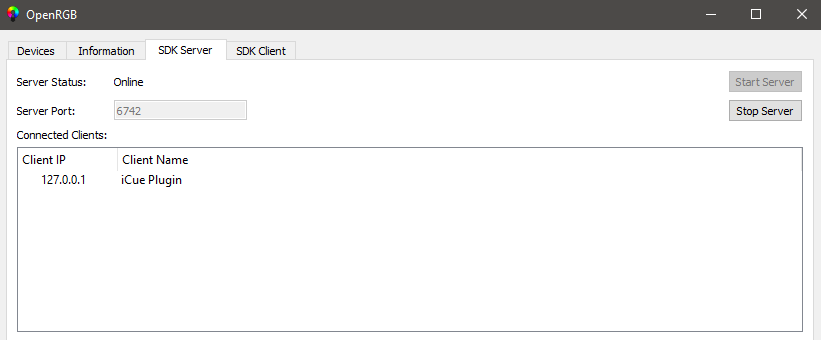 OpenRGB
Devices Information SDK Server SDK Client
Server Status: Online Start Server
Server Port: 6742 Stop Server
Connected Clients:
Client IP Client Name
127.0.0.1 iCue Plugin